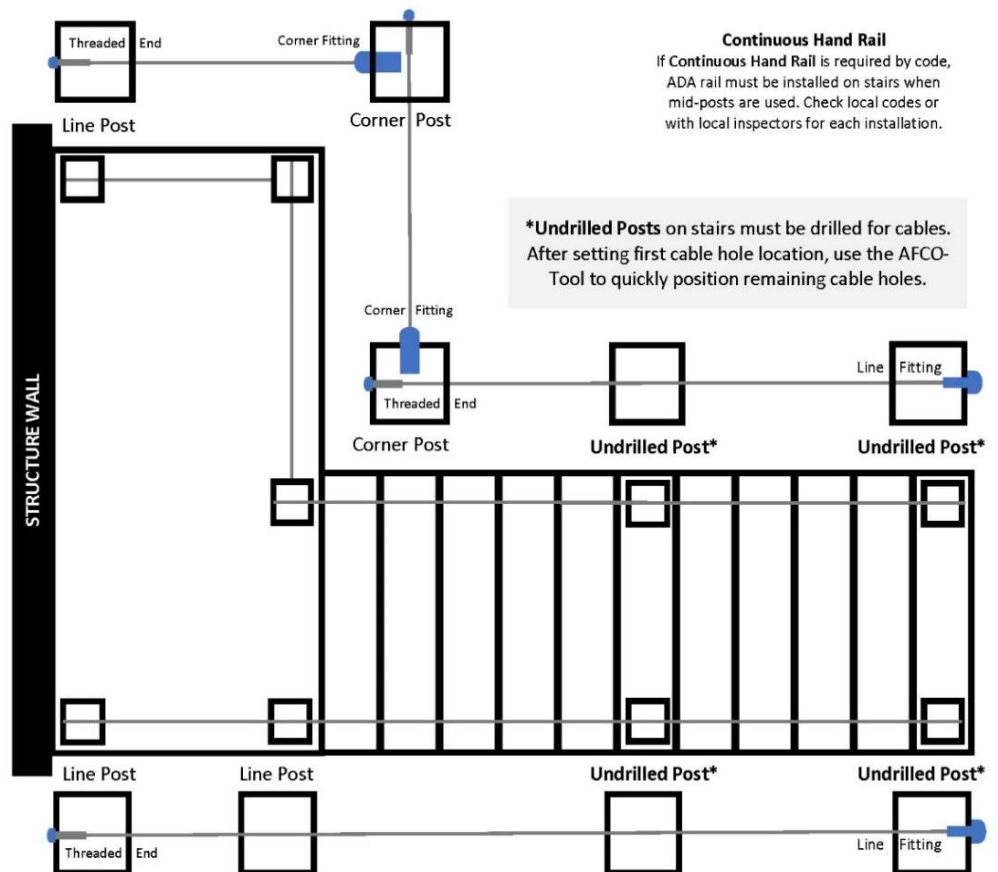 Threaded End
Corner Fitting
Line Post
Corner Post
Continuous Hand Rail
If Continuous Hand Rail is required by code,
ADA rail must be installed on stairs when
mid-posts are used. Check local codes or
with local inspectors for each installation.
*Undrilled Posts on stairs must be drilled for cables.
After setting first cable hole location, use the AFCO-
Tool to quickly position remaining cable holes.
STRUCTURE WALL
Corner Fitting
Threaded End
Line Fitting
Corner Post
Undrilled Post*
Undrilled Post*
Line Post
Line Post
Undrilled Post*
Undrilled Post*
Threaded End
Line Fitting